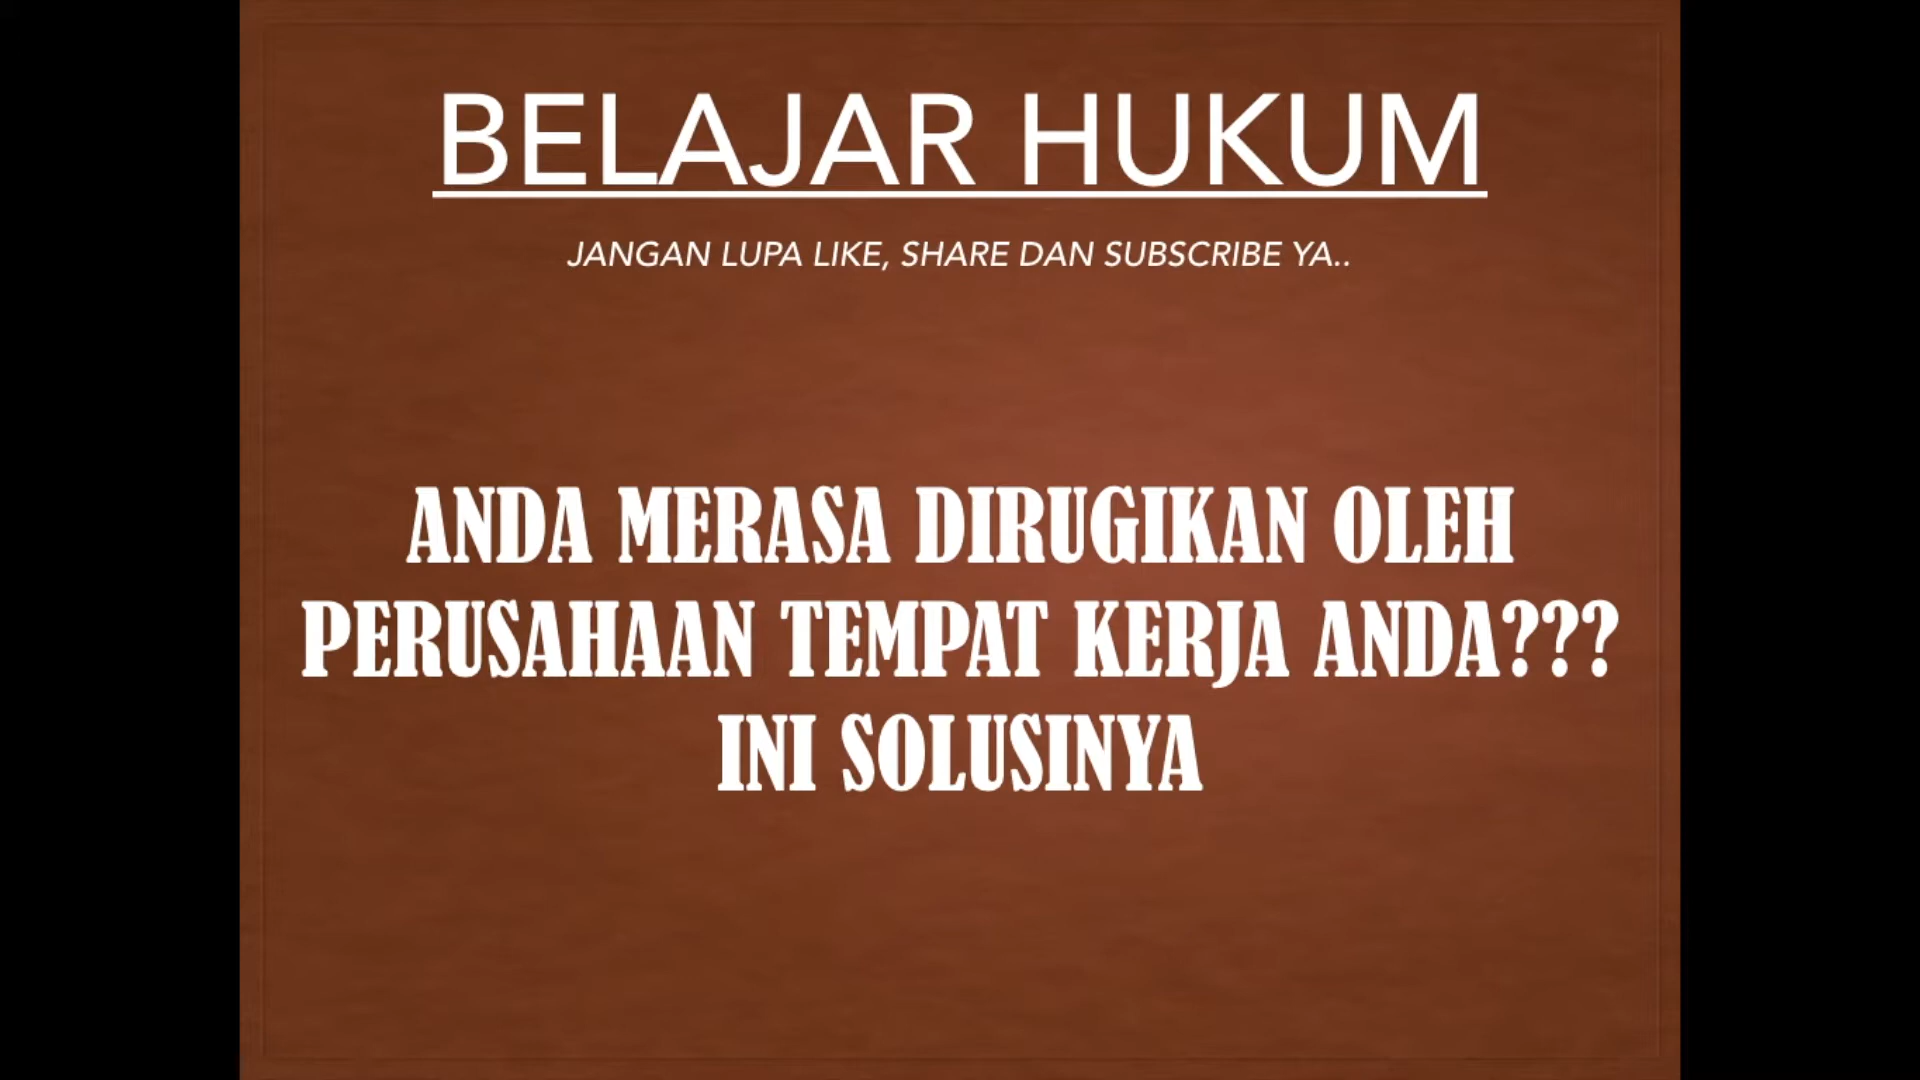 BELAJAR HUKUM
JANGAN LUPA LIKE, SHARE DAN SUBSCRIBE YA..
ANDA MERASA DIRUGIKAN OLEH
PERUSAHAAN TEMPAT KERJA ANDA???
INI SOLUSINYA